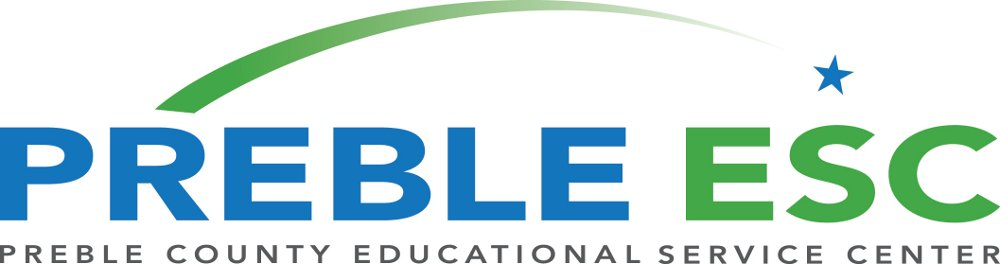 PREBLE ESC
PREBLE COUNTY EDUCATIONAL SERVICE CENTER